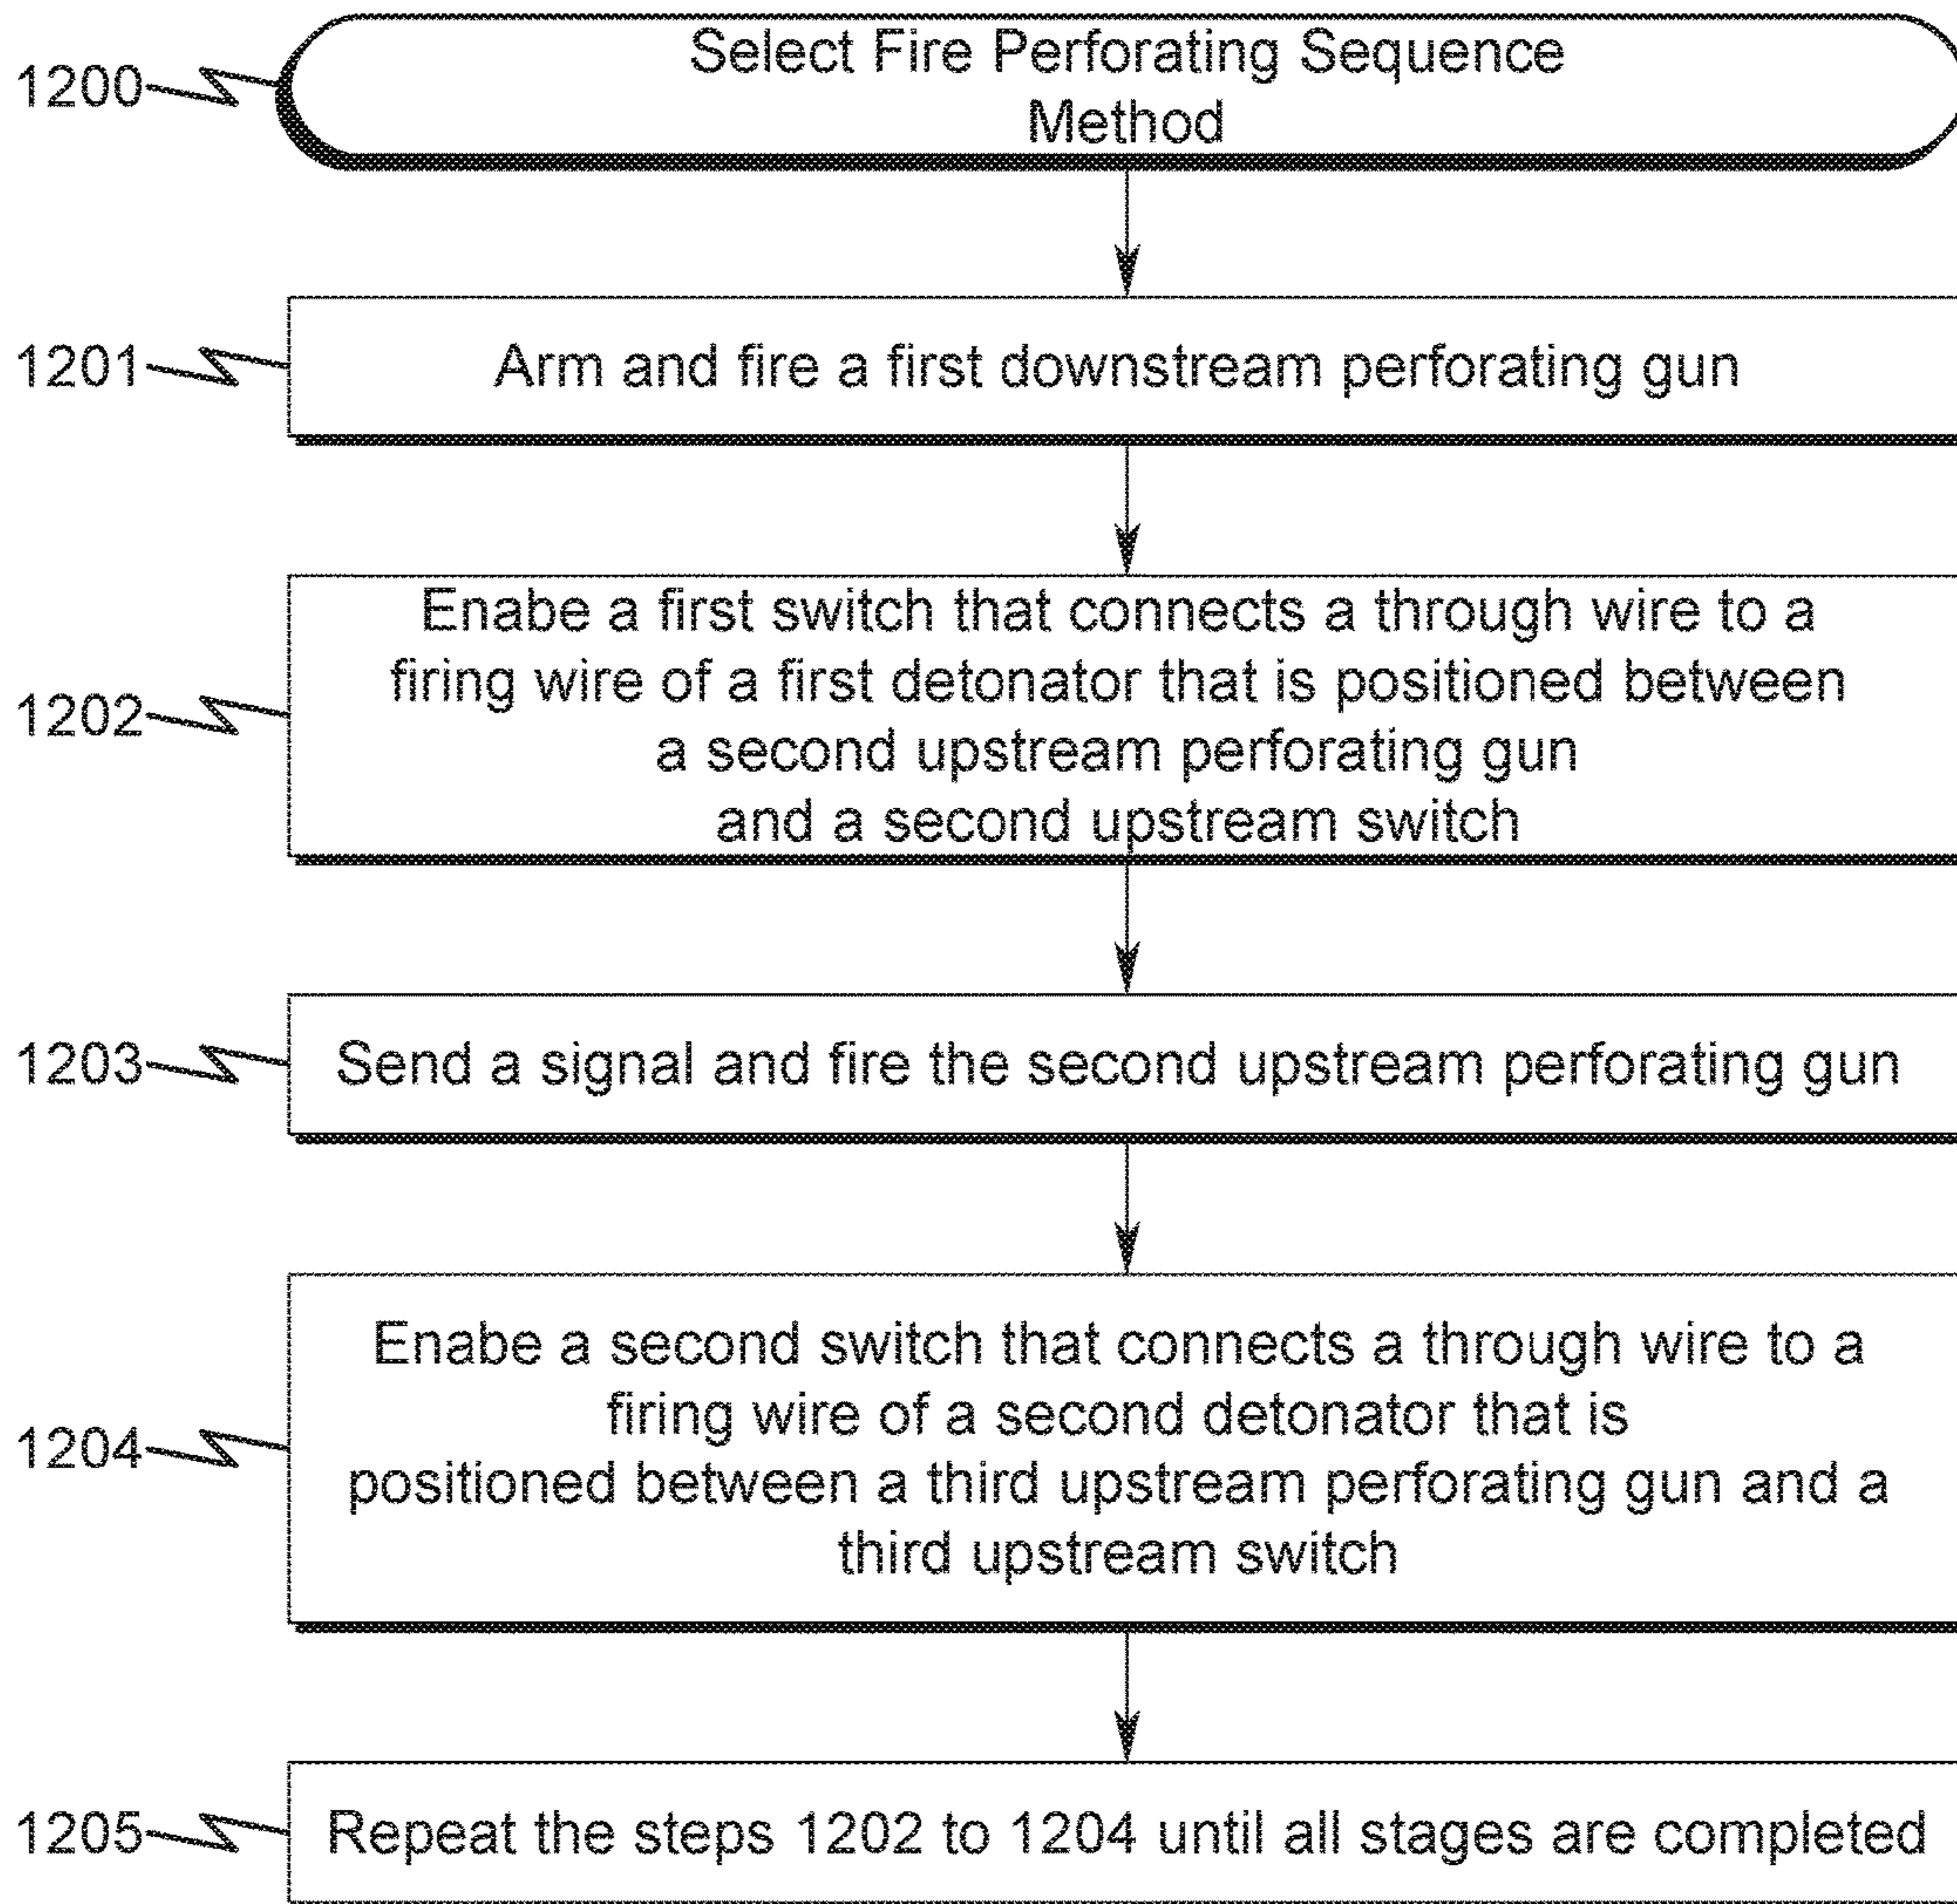 1200
Select Fire Perforating Sequence
Method
1201
Arm and fire a first downstream perforating gun
1202
Enabe a first switch that connects a through wire to a
firing wire of a first detonator that is positioned between
a second upstream perforating gun
and a second upstream switch
1203
Send a signal and fire the second upstream perforating gun
1204
Enabe a second switch that connects a through wire to a
firing wire of a second detonator that is
positioned between a third upstream perforating gun and a
third upstream switch
1205
Repeat the steps 1202 to 1204 until all stages are completed